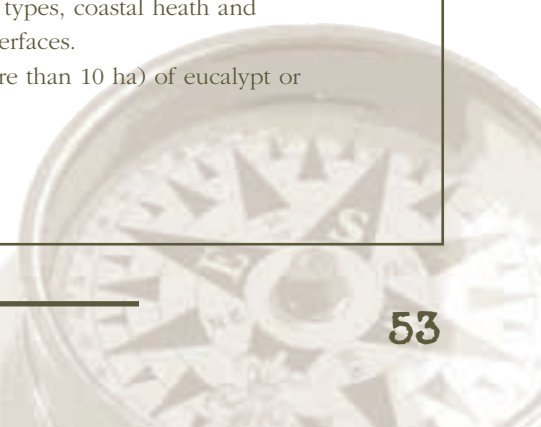 types, coastal heath and
erfaces.
re than 10 ha) of eucalypt or
E
S
53